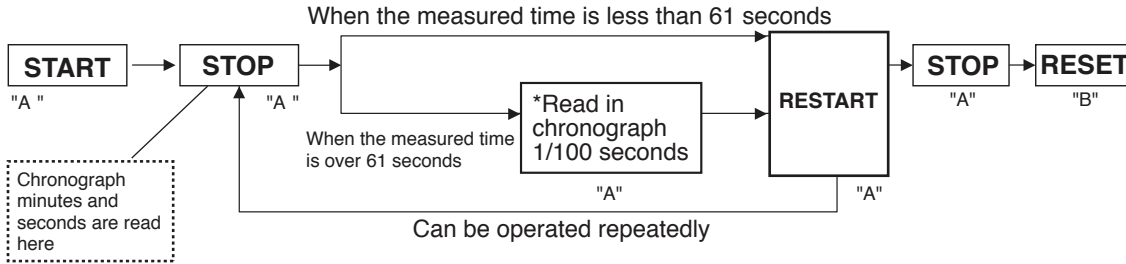 When the measured time is less than 61 seconds
START
STOP
STOP
RESET
"A "
"A "
RESTART
"A"
"B"
*Read in
chronograph
1/100 seconds
When the measured time
is over 61 seconds
"A"
"A"
Chronograph
minutes and
seconds are read
here
Can be operated repeatedly